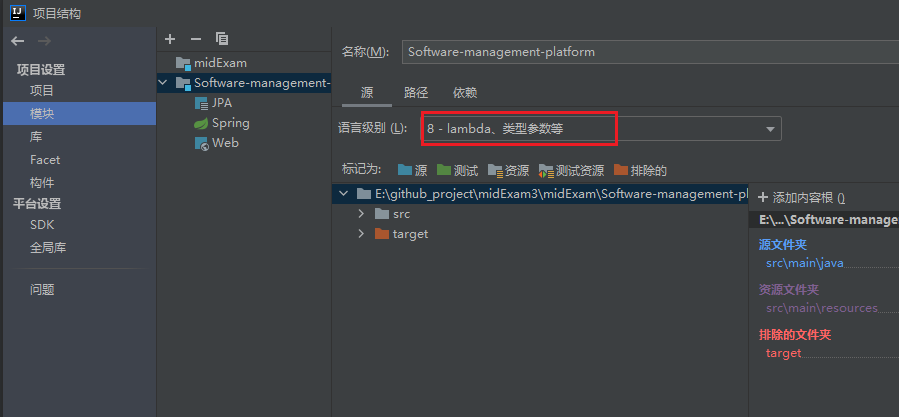 项目结构
项目设置
项目
模块
库
Facet
构件
平台设置
SDK
全局库
问题
midExam
Software-management-
JPA
Spring
Web
名称(M):
Software-management-platform
源
路径
依赖
语言级别 (L):
8 - lambda、类型参数等
标记为:
源
测试
资源
测试资源
排除的
E:\github_project\midExam3\midExam\Software-management-pl
src
target
添加内容根 ()
E:\...\Software-manage
源文件夹
src\main\java
资源文件夹
src\main\resources
排除的文件夹
target